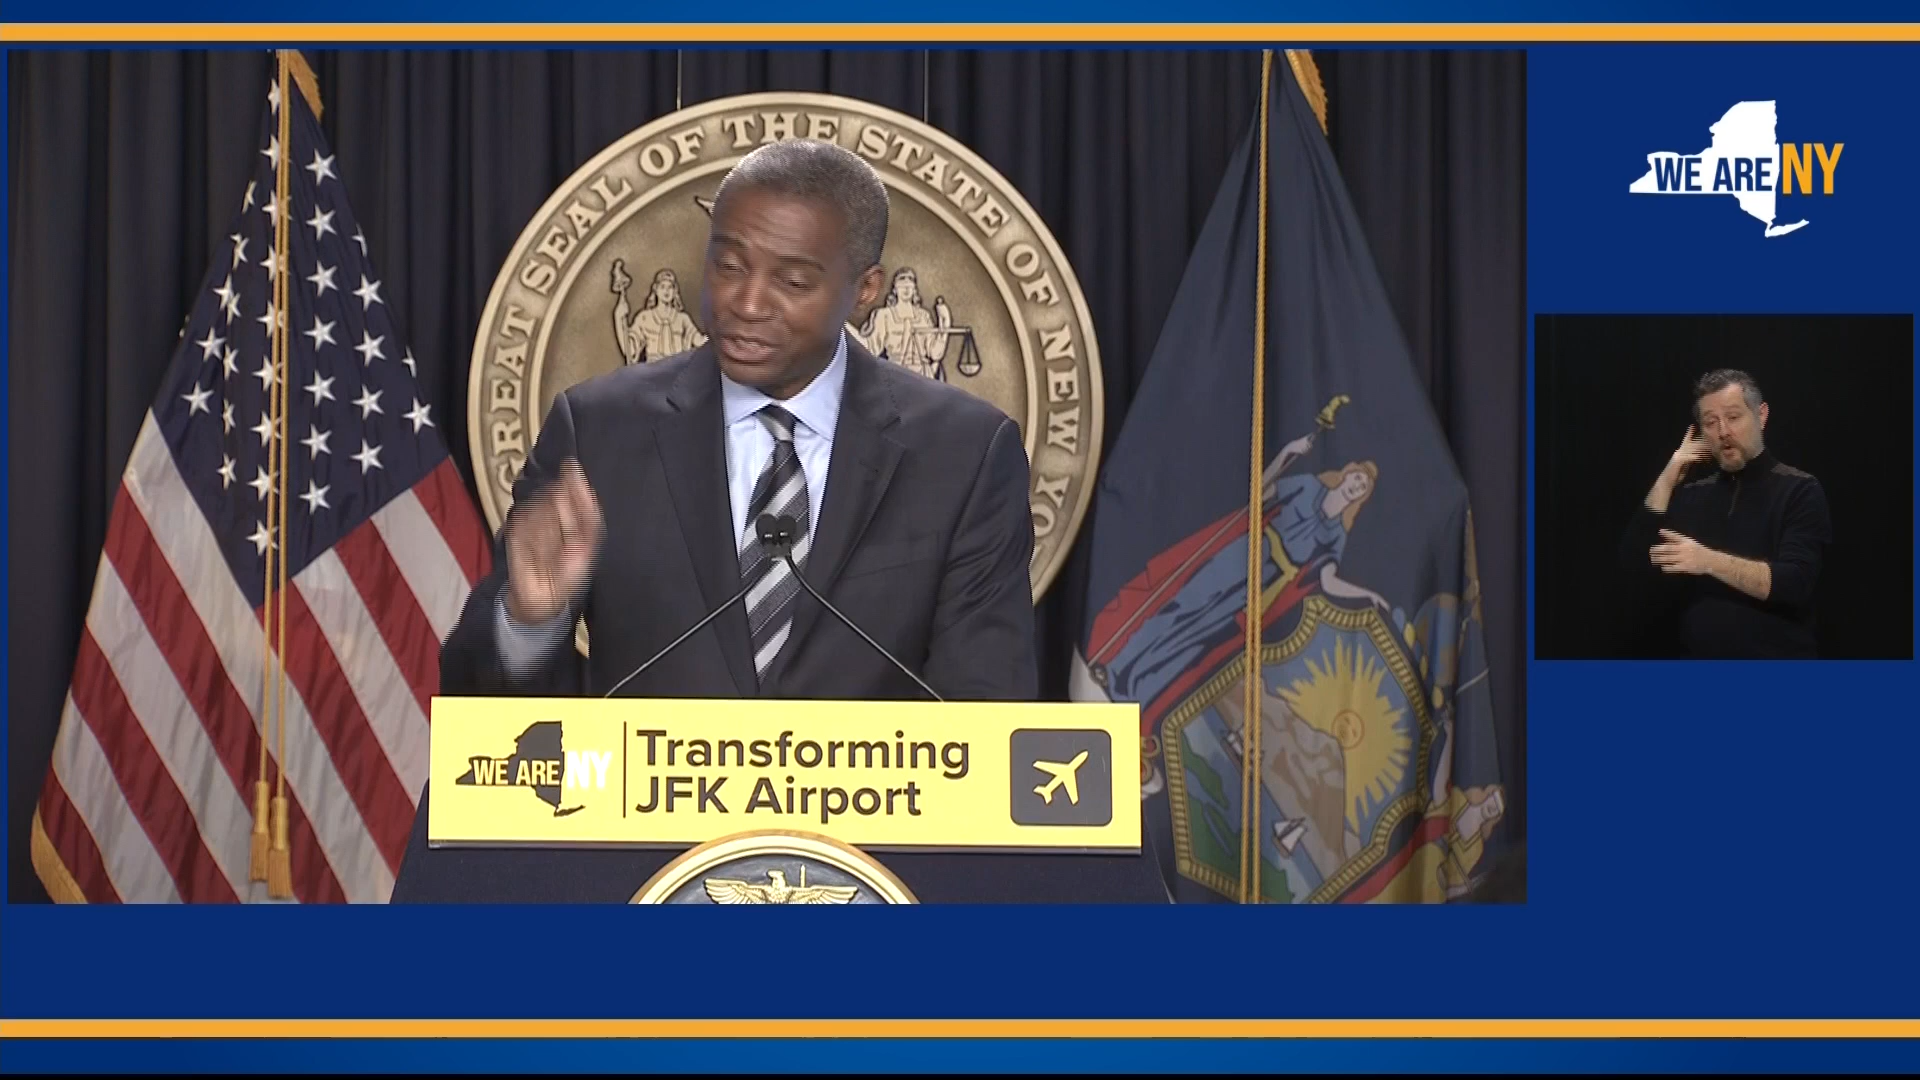 GREAT SEAL OF THE STATE OF NEW YO
WE ARE NY
WE ARE NY
Transforming
JFK Airport